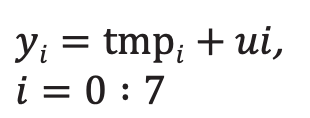 yᵢ = tmpᵢ + ui,
i = 0 : 7